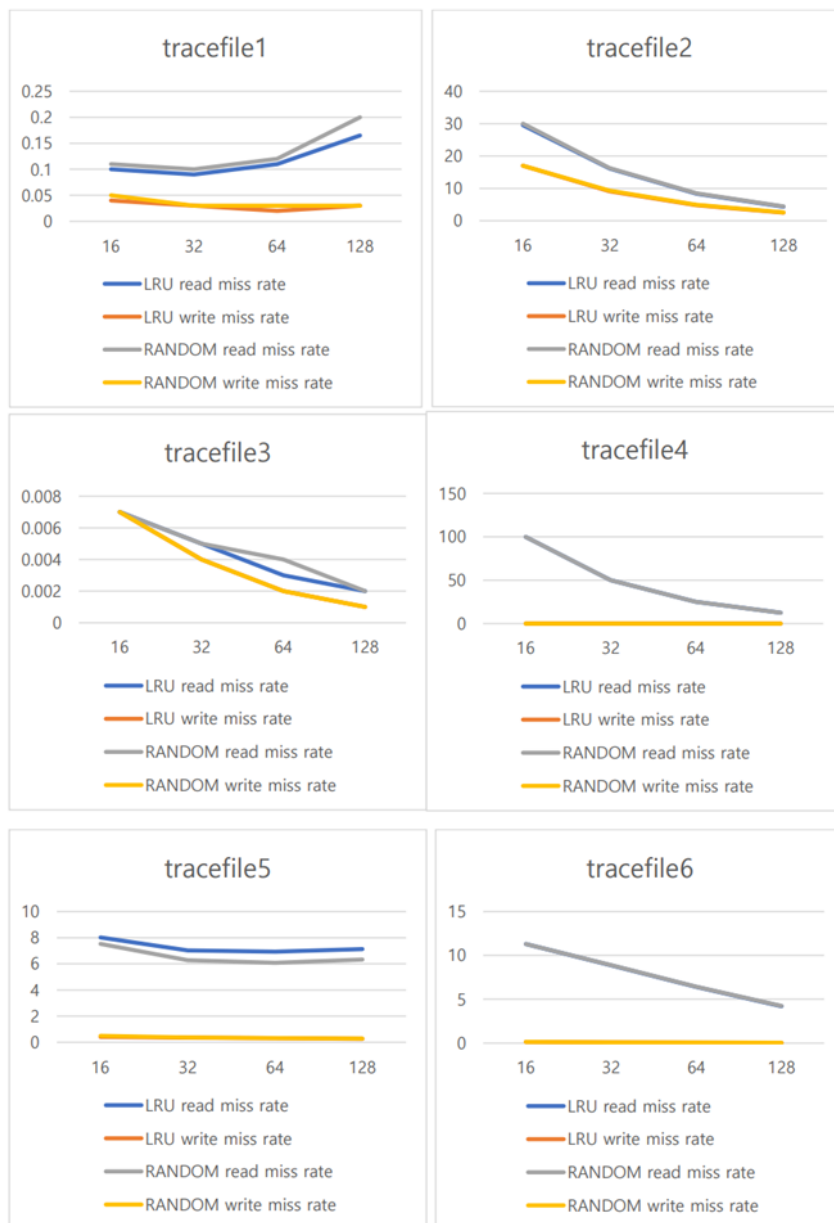 tracefile1
0.25
0.2
0.15
0.1
0.05
0
16 32 64 128
LRU read miss rate
LRU write miss rate
RANDOM read miss rate
RANDOM write miss rate
tracefile2
40
30
20
10
0
16 32 64 128
LRU read miss rate
LRU write miss rate
RANDOM read miss rate
RANDOM write miss rate
tracefile3
0.008
0.006
0.004
0.002
0
16 32 64 128
LRU read miss rate
LRU write miss rate
RANDOM read miss rate
RANDOM write miss rate
tracefile4
150
100
50
0
16 32 64 128
LRU read miss rate
LRU write miss rate
RANDOM read miss rate
RANDOM write miss rate
tracefile5
10
8
6
4
2
0
16 32 64 128
LRU read miss rate
LRU write miss rate
RANDOM read miss rate
RANDOM write miss rate
tracefile6
15
10
5
0
16 32 64 128
LRU read miss rate
LRU write miss rate
RANDOM read miss rate
RANDOM write miss rate